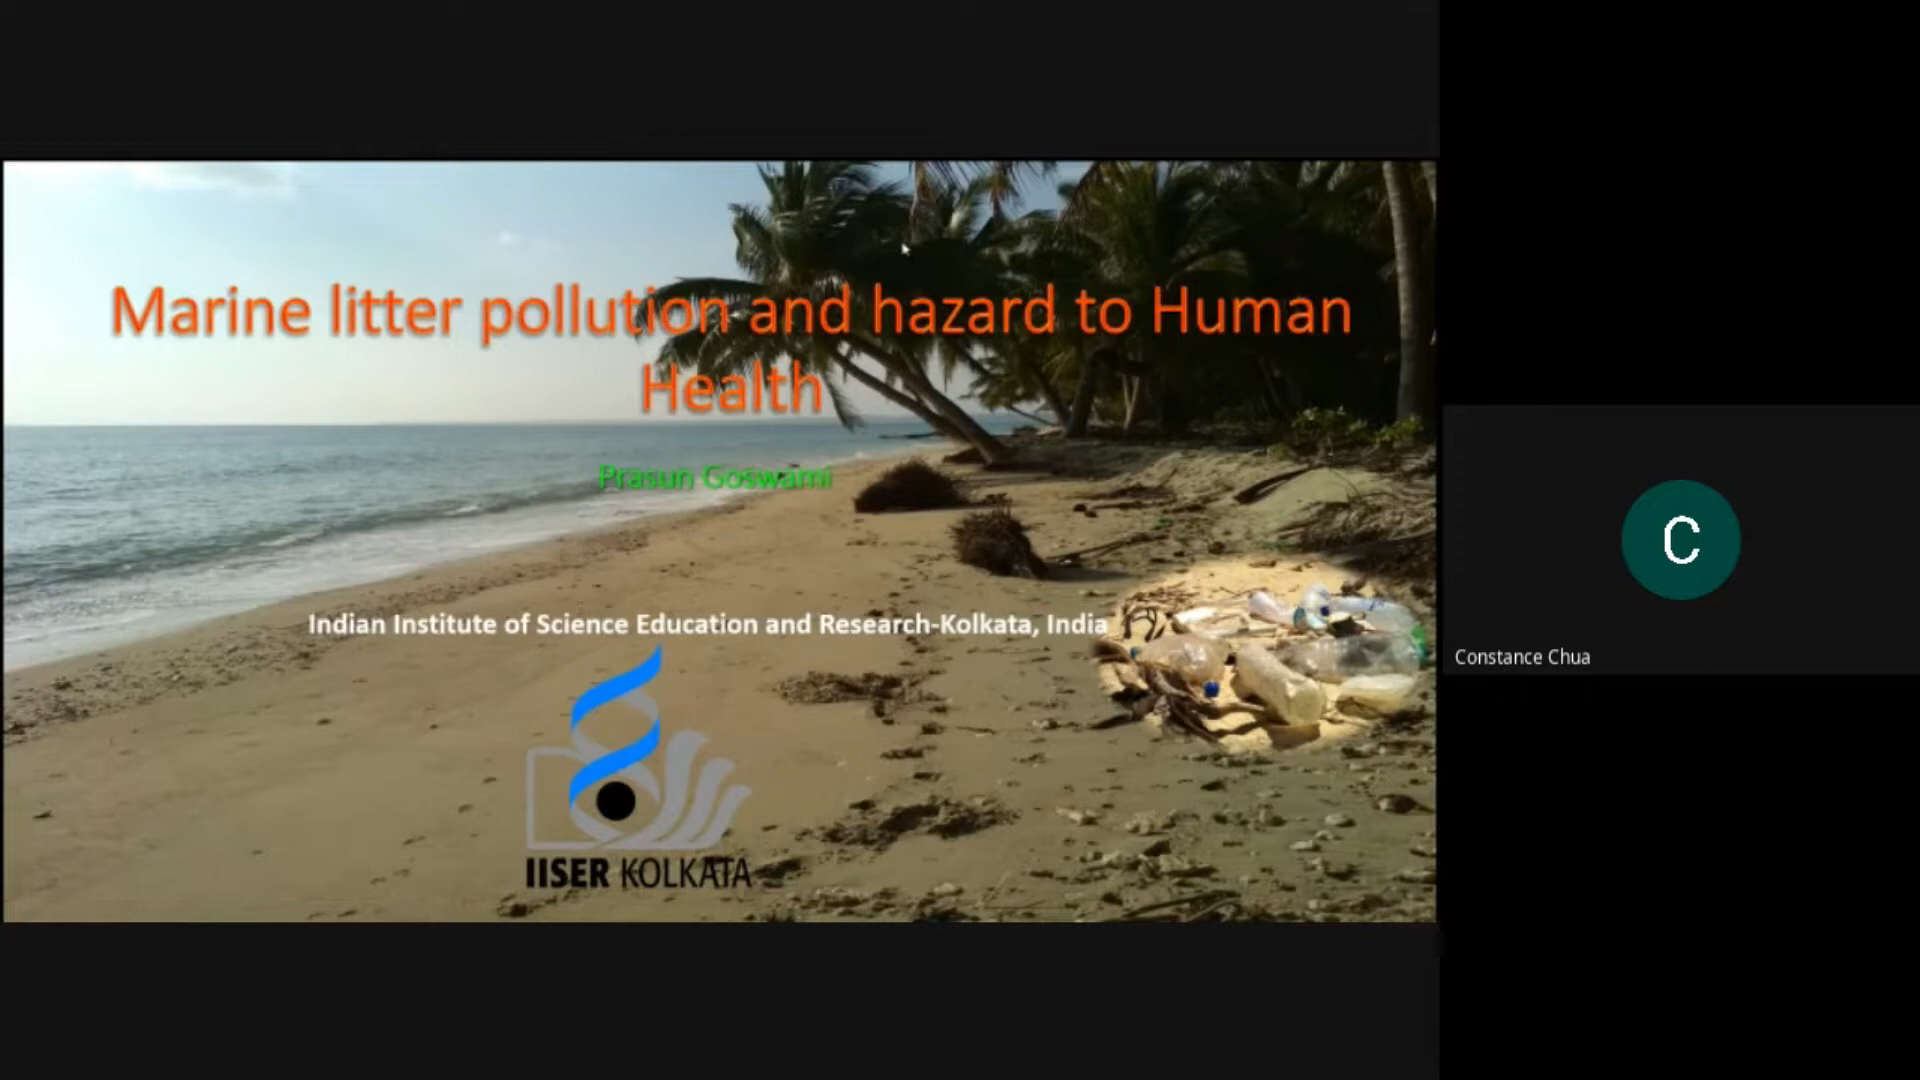 Marine litter pollution and hazard to Human
Health
Prasun Goswami
Indian Institute of Science Education and Research-Kolkata, India
IISER KOLKATA
C
Constance Chua